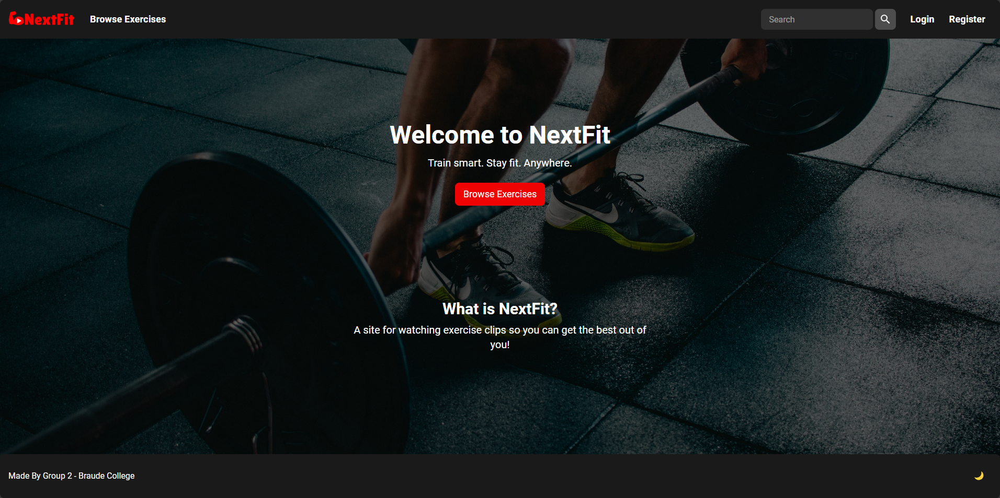 NextFit
Browse Exercises
Search
Login
Register
Welcome to NextFit
Train smart. Stay fit. Anywhere.
Browse Exercises
What is NextFit?
A site for watching exercise clips so you can get the best out of
you!
Made By Group 2 - Braude College